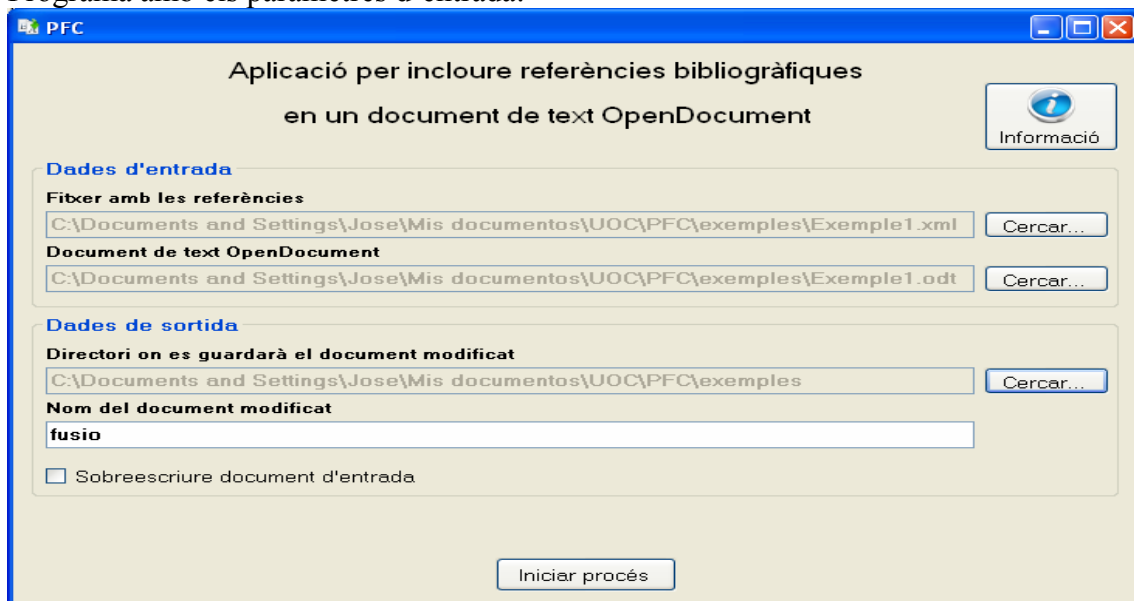 Programa amb els paràmetres d'entrada:
PFC
Aplicació per incloure referències bibliogràfiques
en un document de text OpenDocument
Informació
Dades d'entrada
Fitxer amb les referències
C:\Documents and Settings\Jose\Mis documentos\UOC\PFC\exemples\Exemple1.xml Cercar...
Document de text OpenDocument
C:\Documents and Settings\Jose\Mis documentos\UOC\PFC\exemples\Exemple1.odt Cercar...
Dades de sortida
Directori on es guardarà el document modificat
C:\Documents and Settings\Jose\Mis documentos\UOC\PFC\exemples Cercar...
Nom del document modificat
fusio
Sobreescriure document d'entrada
Iniciar procés